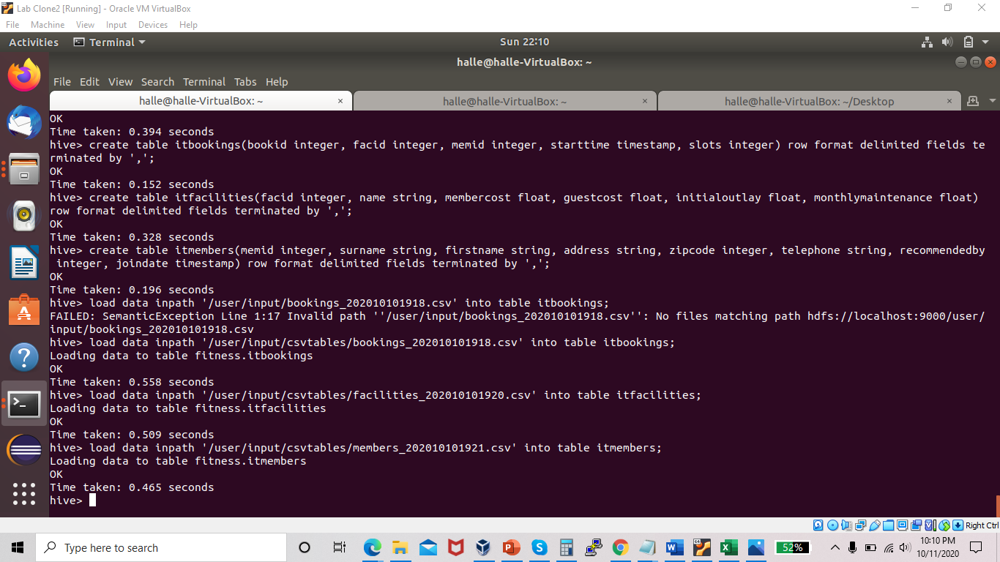 Lab Clone2 [Running] - Oracle VM VirtualBox
File Machine View Input Devices Help
Activities Terminal Sun 22:10
halle@halle-VirtualBox: ~
File Edit View Search Terminal Tabs Help
halle@halle-VirtualBox: ~ × halle@halle-VirtualBox: ~ × halle@halle-VirtualBox: ~/Desktop ×
OK
Time taken: 0.394 seconds
hive> create table itbookings(bookid integer, facid integer, memid integer, starttime timestamp, slots integer) row format delimited fields te
rminated by ',';
OK
Time taken: 0.152 seconds
hive> create table itfacilities(facid integer, name string, membercost float, guestcost float, initialoutlay float, monthlymaintenance float)
row format delimited fields terminated by ',';
OK
Time taken: 0.328 seconds
hive> create table itmembers(memid integer, surname string, firstname string, address string, zipcode integer, telephone string, recommendedby
 integer, joindate timestamp) row format delimited fields terminated by ',';
OK
Time taken: 0.196 seconds
hive> load data inpath '/user/input/bookings_202010101918.csv' into table itbookings;
FAILED: SemanticException Line 1:17 Invalid path ''/user/input/bookings_202010101918.csv'': No files matching path hdfs://localhost:9000/user/
input/bookings_202010101918.csv
hive> load data inpath '/user/input/csvtables/bookings_202010101918.csv' into table itbookings;
Loading data to table fitness.itbookings
OK
Time taken: 0.558 seconds
hive> load data inpath '/user/input/csvtables/facilities_202010101920.csv' into table itfacilities;
Loading data to table fitness.itfacilities
OK
Time taken: 0.509 seconds
hive> load data inpath '/user/input/csvtables/members_202010101921.csv' into table itmembers;
Loading data to table fitness.itmembers
OK
Time taken: 0.465 seconds
hive>
Right Ctrl
Type here to search
52%
10:10 PM
10/11/2020